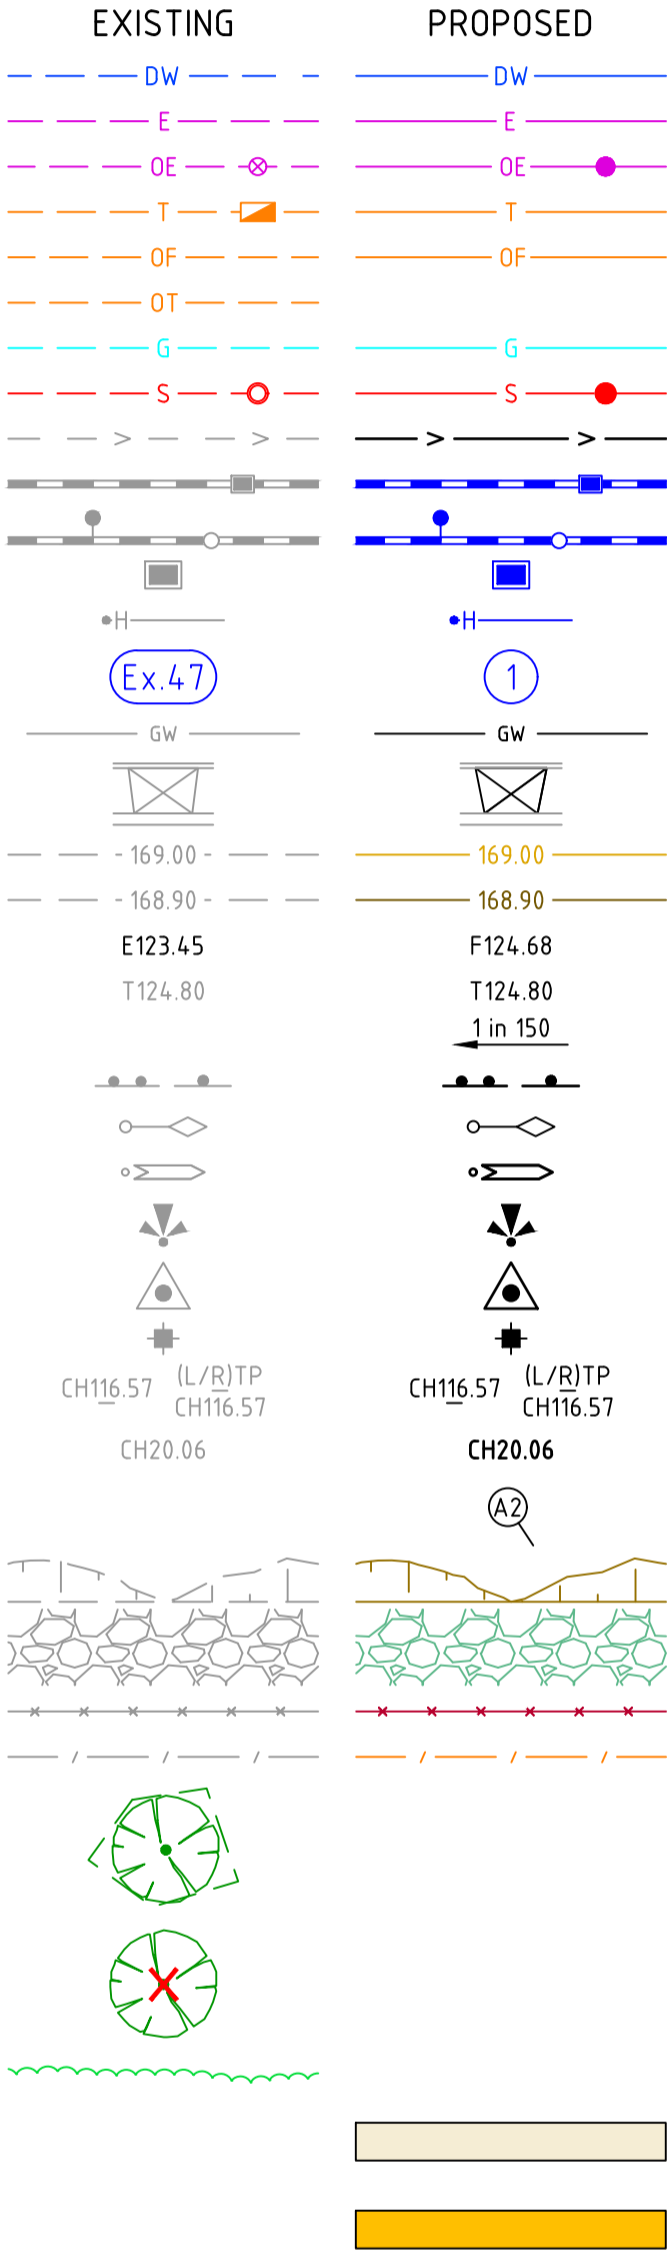 EXISTING PROPOSED
DW DW
E E
OE OE
T T
OF OF
OT
G G
S S
> > > >
H H
Ex.47 1
GW GW
169.00 169.00
168.90 168.90
E123.45 F124.68
T124.80 T124.80
1 in 150
CH116.57 (L/R)TP CH116.57 (L/R)TP
CH116.57 CH116.57
CH20.06 CH20.06
A2